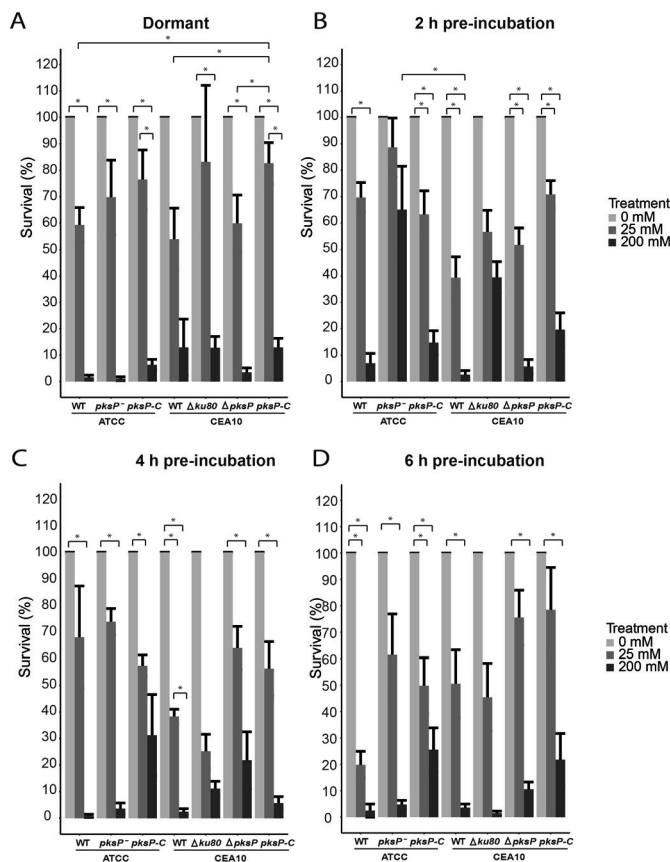 A
Dormant
Survival (%)
120
110
100
90
80
70
60
50
40
30
20
10
0
* * * * * * * * * * *
WT pksP⁻ pksP-C WT Δku80 ΔpksP pksP-C
ATCC CEA10
B
2 h pre-incubation
Survival (%)
120
110
100
90
80
70
60
50
40
30
20
10
0
* * * * * * * * * *
WT pksP⁻ pksP-C WT Δku80 ΔpksP pksP-C
ATCC CEA10
Treatment
0 mM
25 mM
200 mM
C
4 h pre-incubation
Survival (%)
120
110
100
90
80
70
60
50
40
30
20
10
0
* * * * * * * *
WT pksP⁻ pksP-C WT Δku80 ΔpksP pksP-C
ATCC CEA10
D
6 h pre-incubation
Survival (%)
120
110
100
90
80
70
60
50
40
30
20
10
0
* * * * * * * *
WT pksP⁻ pksP-C WT Δku80 ΔpksP pksP-C
ATCC CEA10
Treatment
0 mM
25 mM
200 mM